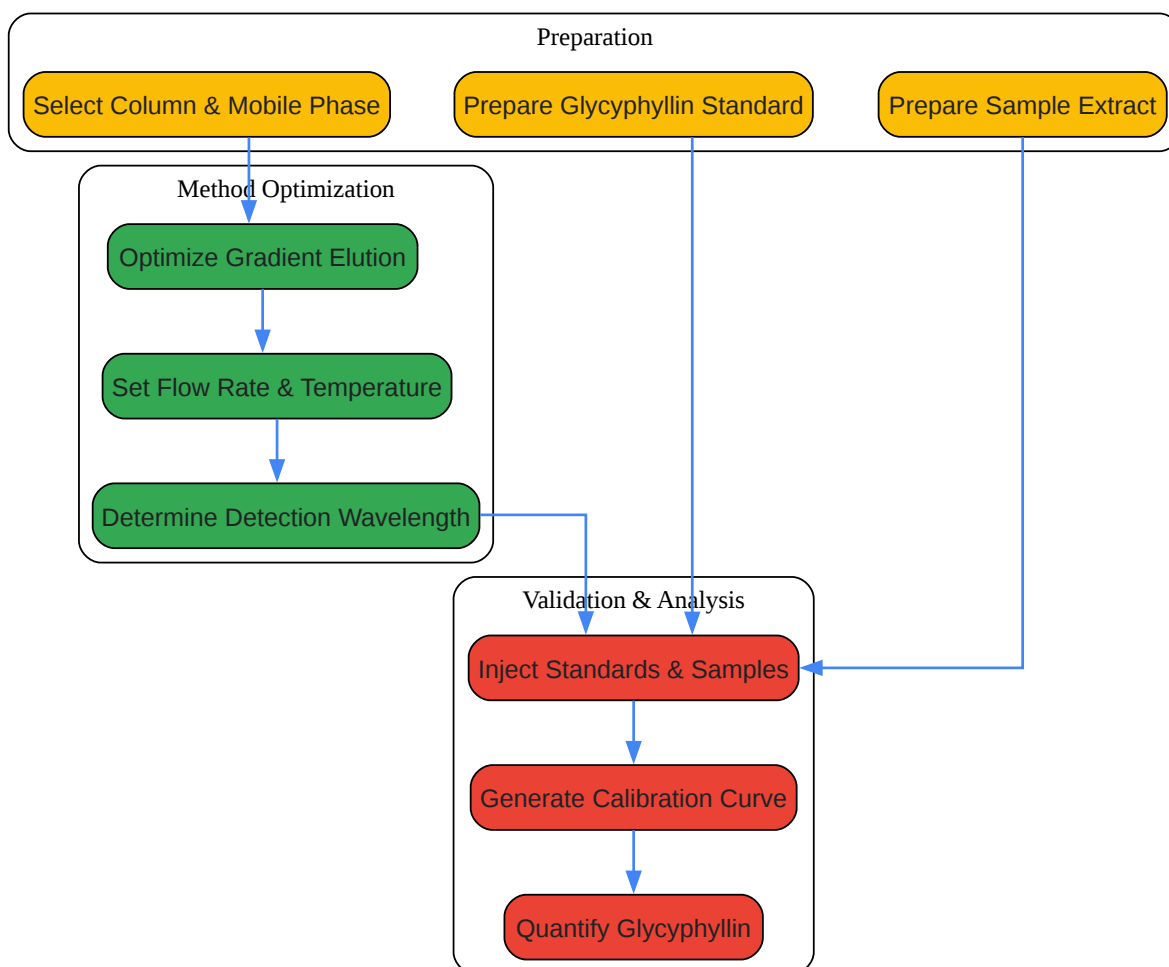 Preparation
Select Column & Mobile Phase
Prepare Glycyphyllin Standard
Prepare Sample Extract
Method Optimization
Optimize Gradient Elution
Set Flow Rate & Temperature
Determine Detection Wavelength
Validation & Analysis
Inject Standards & Samples
Generate Calibration Curve
Quantify Glycyphyllin